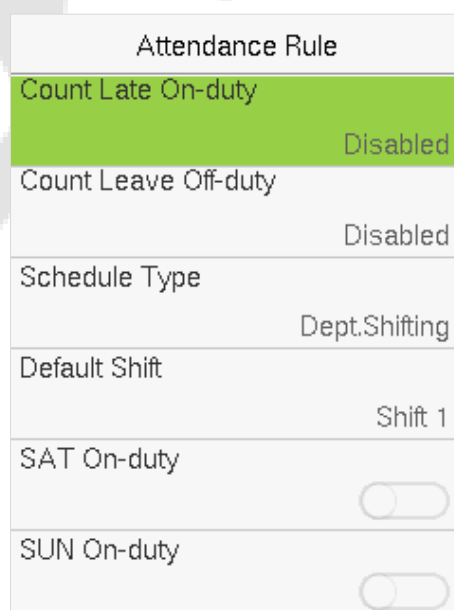 Attendance Rule
Count Late On-duty
Disabled
Count Leave Off-duty
Disabled
Schedule Type
Dept.Shifting
Default Shift
Shift 1
SAT On-duty
SUN On-duty